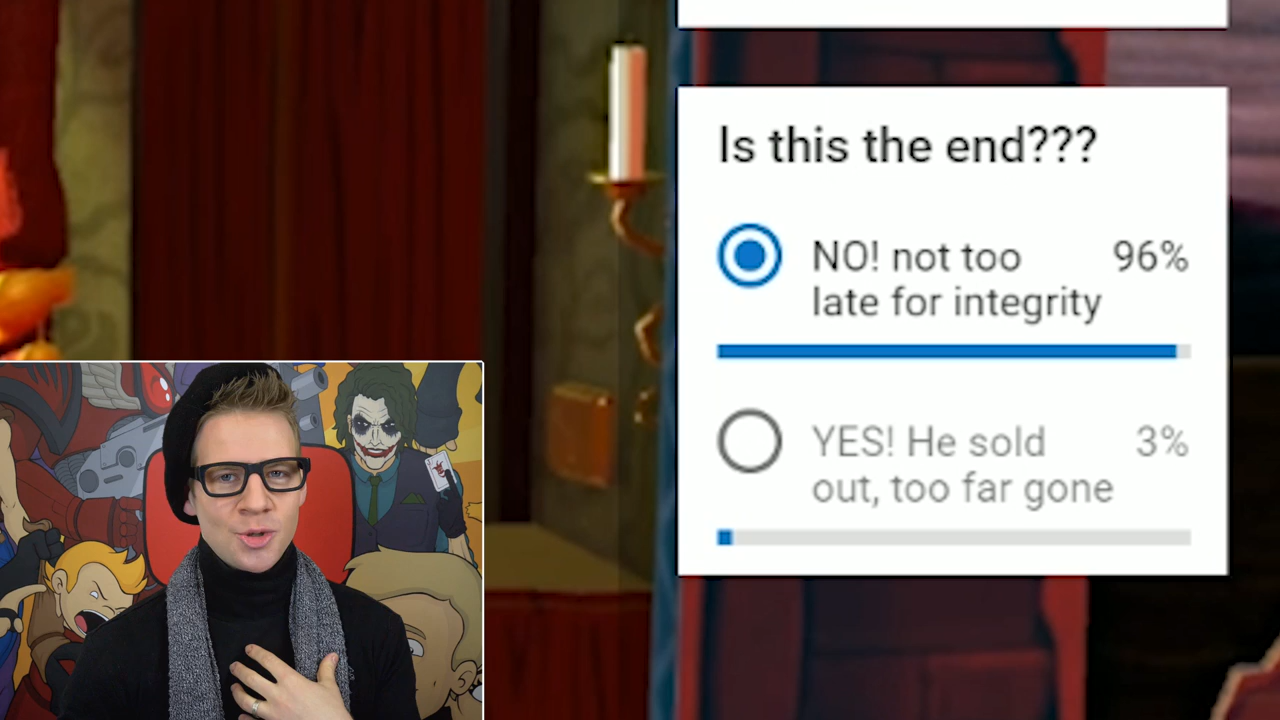 Is this the end???
NO! not too 96%
late for integrity
YES! He sold 3%
out, too far gone